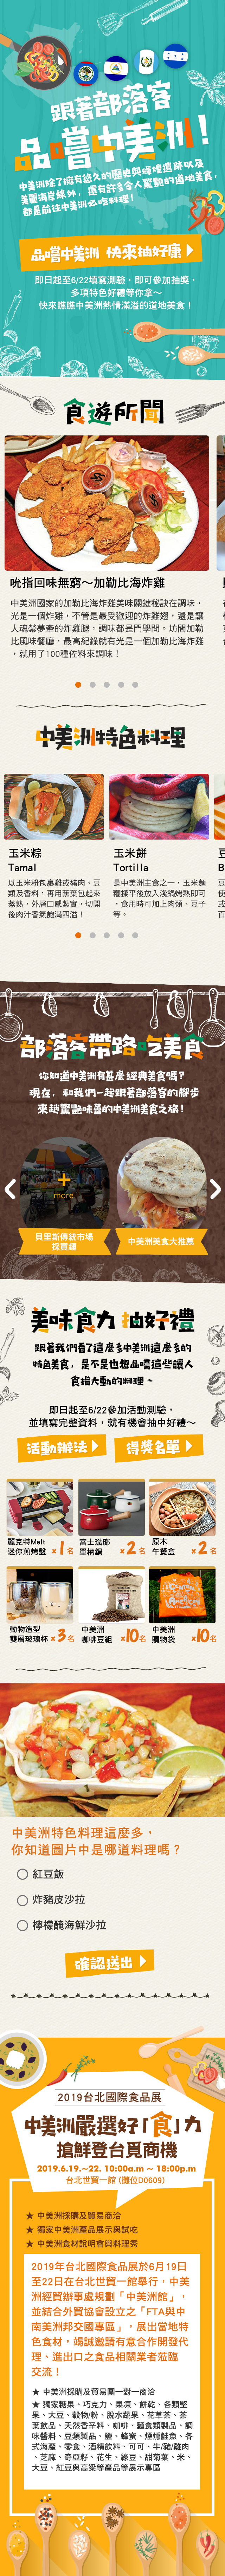 跟著部落客
品嚐中美洲！
中美洲除了擁有悠久的歷史與輝煌遺跡以及
美麗海岸線外，還有許多令人驚艷的道地美食，
都是前往中美洲必吃料理！
品嚐中美洲 快來抽好康
即日起至6/22填寫測驗，即可參加抽獎，
多項特色好禮等你拿～
快來瞧瞧中美洲熱情滿溢的道地美食！
食遊所聞
吮指回味無窮～加勒比海炸雞
中美洲國家的加勒比海炸雞美味關鍵秘訣在調味，
光是一個炸雞，不管是最受歡迎的炸雞翅，還是讓
人魂縈夢牽的炸雞腿，調味都是門學問。坊間加勒
比風味餐廳，最高紀錄就有光是一個加勒比海炸雞
，就用了100種佐料來調味！
中美洲特色料理
玉米粽
Tamal
以玉米粉包裹雞或豬肉、豆
類及香料，再用蕉葉包起來
蒸熟，外層口感紮實，切開
後肉汁香氣飽滿四溢！
玉米餅
Tortilla
是中美洲主食之一，玉米麵
糰揉平後放入淺鍋烤熟即可
，食用時可加上肉類、豆子
等。
部落客帶路吃美食
你知道中美洲有甚麼經典美食嗎？
現在，和我們一起跟著部落客的腳步
來趟驚艷味蕾的中美洲美食之旅！
+
more
貝里斯傳統市場
採買趣
中美洲美食大推薦
美味食力 抽好禮
跟著我們看了這麼多中美洲這麼多的
特色美食，是不是也想品嚐這些讓人
食指大動的料理～
即日起至6/22參加活動測驗，
並填寫完整資料，就有機會抽中好禮～
活動辦法
得獎名單
麗克特Melt
迷你煎烤盤 x1名
富士琺瑯
單柄鍋 x2名
原木
午餐盒 x2名
動物造型
雙層玻璃杯 x3名
中美洲
咖啡豆組 x10名
中美洲
購物袋 x10名
中美洲特色料理這麼多，
你知道圖片中是哪道料理嗎？
紅豆飯
炸豬皮沙拉
檸檬醃海鮮沙拉
確認送出
2019台北國際食品展
中美洲嚴選好「食」力
搶鮮登台覓商機
2019.6.19.~22. 10:00a.m ~ 18:00p.m
台北世貿一館 (攤位D0609)
★ 中美洲採購及貿易商洽
★ 獨家中美洲產品展示與試吃
★ 中美洲食材說明會與料理秀
2019年台北國際食品展於6月19日
至22日在台北世貿一館舉行，中美
洲經貿辦事處規劃「中美洲館」，
並結合外貿協會設立之「FTA與中
南美洲邦交國專區」，展出當地特
色食材，竭誠邀請有意合作開發代
理、進出口之食品相關業者蒞臨
交流！
★ 中美洲採購及貿易團一對一商洽
★ 獨家糖果、巧克力、果凍、餅乾、各類堅
果、大豆、穀物/粉、脫水蔬果、花草茶、茶
葉飲品、天然香辛料、咖啡、麵食類製品、調
味醬料、豆類製品、鹽、蜂蜜、煙燻鮭魚、各
式海產、零食、酒精飲料、可可、牛/豬/雞肉
、芝麻、奇亞籽、花生、綠豆、甜菊葉、米、
大豆、紅豆與高粱等產品等展示專區